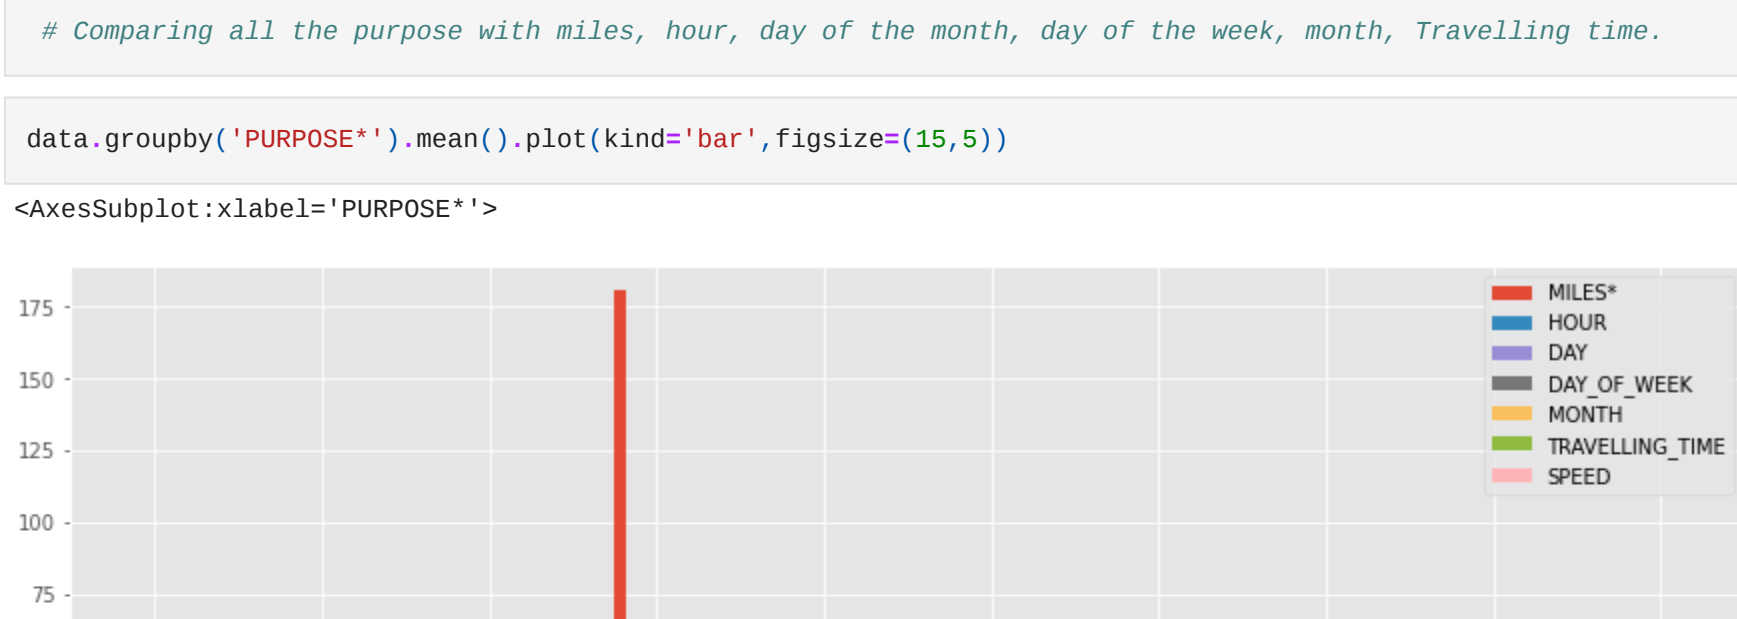 # Comparing all the purpose with miles, hour, day of the month, day of the week, month, Travelling time.
data.groupby('PURPOSE*').mean().plot(kind='bar',figsize=(15,5))
<AxesSubplot:xlabel='PURPOSE*'>
175
150
125
100
75
MILES*
HOUR
DAY
DAY_OF_WEEK
MONTH
TRAVELLING_TIME
SPEED